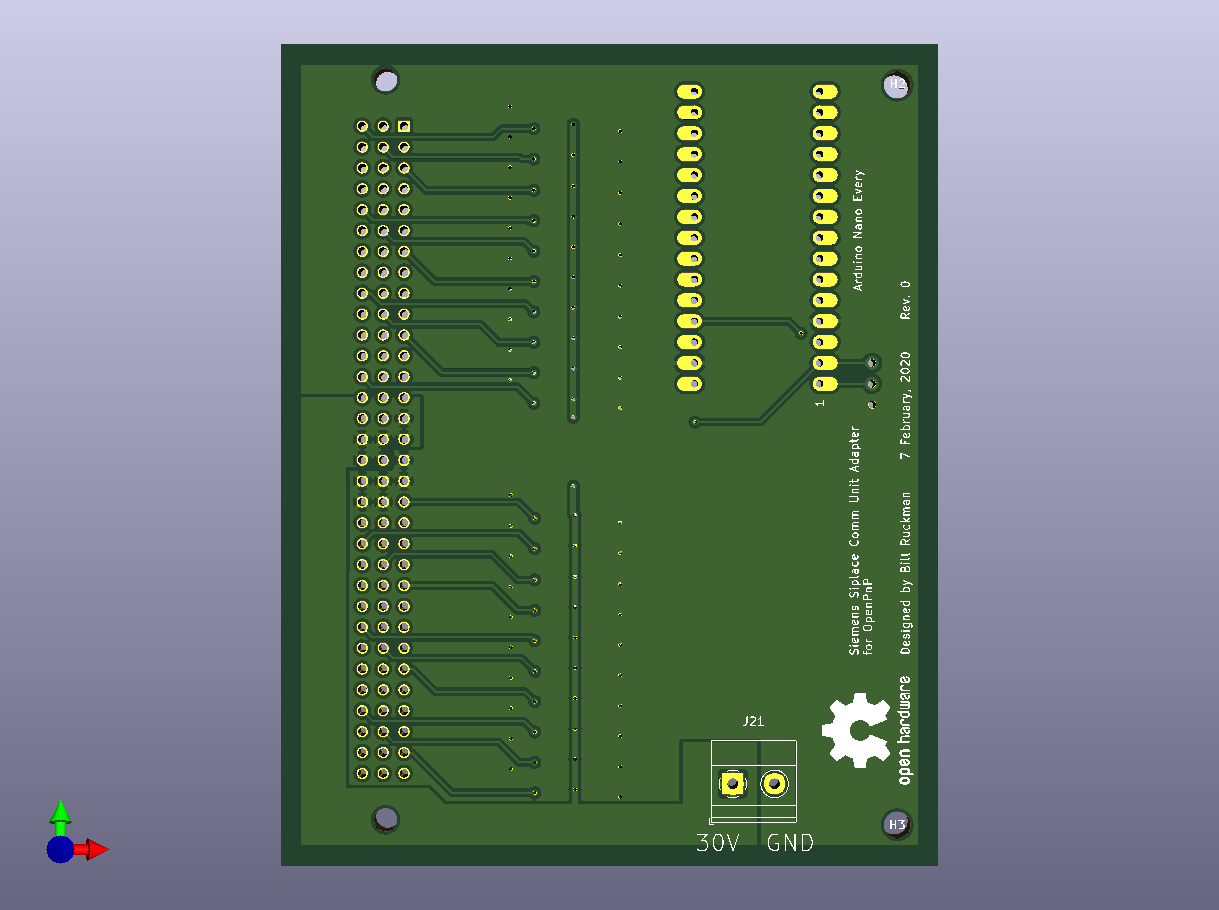 H2
Arduino Nano Every
1
Siemens Siplace Comm Unit Adapter
for OpenPnP
Designed by Bill Ruckman 7 February, 2020 Rev. 0
open hardware
J21
30V GND
H3